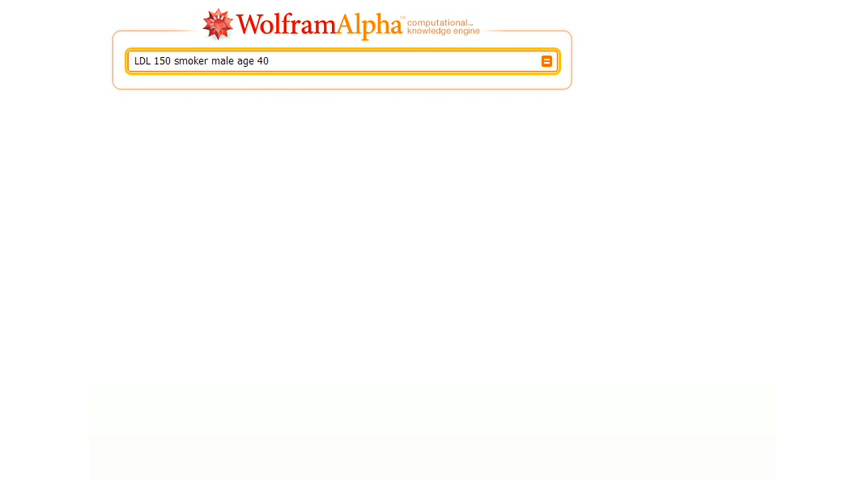 WolframAlpha computational... knowledge engine
LDL 150 smoker male age 40